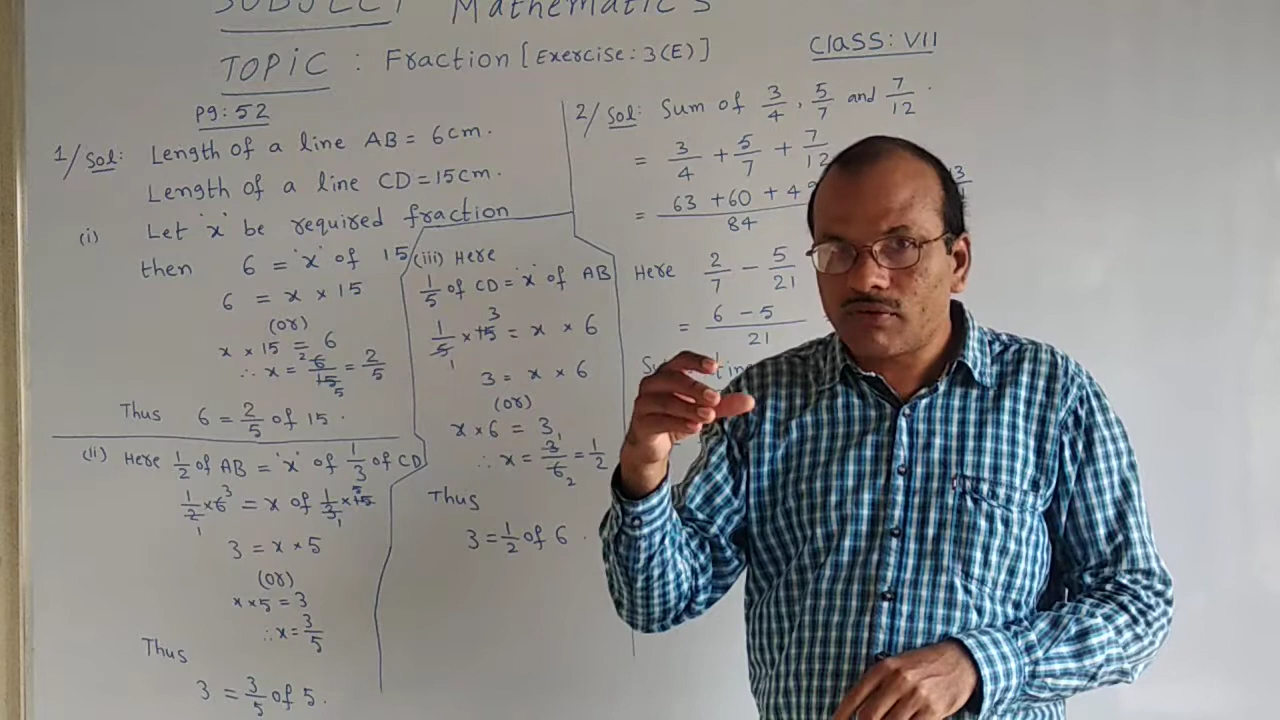 SUBJECT Mathematics
TOPIC : Fraction [Exercise: 3(E)]
Class: VII
Pg: 52
1/ Sol: Length of a line AB = 6cm.
Length of a line CD = 15cm.
(i) Let 'x' be required fraction
then 6 = 'x' of 15
6 = x × 15
(or)
x × 15 = 6
∴ x = 6/15 = 2/5
Thus 6 = 2/5 of 15.
(ii) Here 1/2 of AB = 'x' of 1/3 of CD
1/2 × 6 = x of 1/3 × 15
3 = x × 5
(or)
x × 5 = 3
∴ x = 3/5
Thus
3 = 3/5 of 5.
(iii) Here
1/5 of CD = 'x' of AB
1/5 × 15 = x × 6
3 = x × 6
(or)
x × 6 = 3
∴ x = 3/6 = 1/2
Thus
3 = 1/2 of 6.
2/ Sol: Sum of 3/4, 5/7 and 7/12.
= 3/4 + 5/7 + 7/12
= 63 + 60 + 4 / 84
Here 2/7 - 5/21
= 6 - 5 / 21